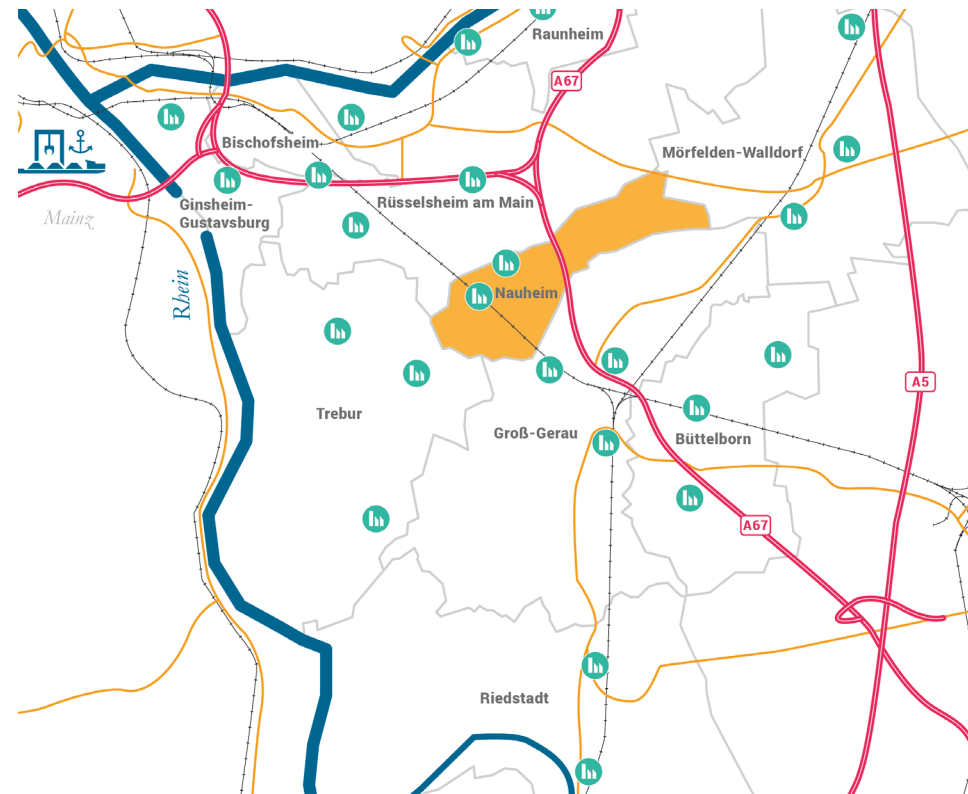 Raunheim
A67
Bischofsheim
Mörfelden-Walldorf
Rüsselsheim am Main
Ginsheim-
Gustavsburg
Mainz
Rhein
Nauheim
A5
Trebur
Groß-Gerau
Büttelborn
A67
Riedstadt